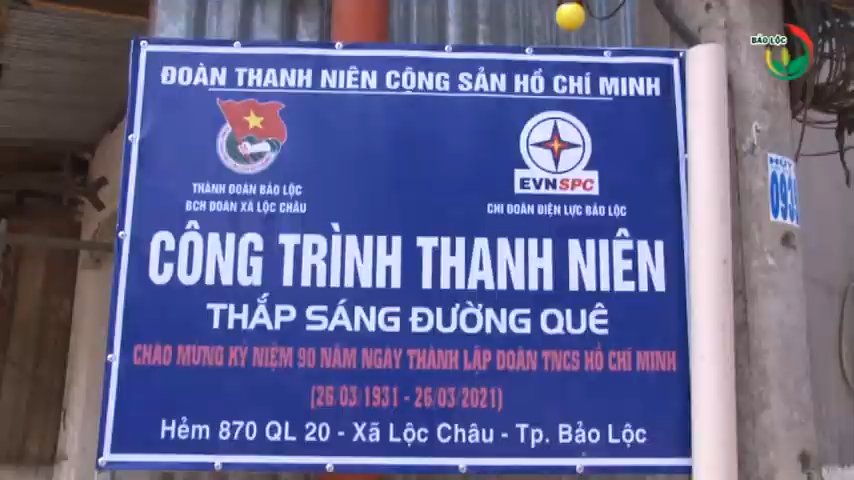 BẢO LỘC
ĐOÀN THANH NIÊN CỘNG SẢN HỒ CHÍ MINH
EVNSPC
THÀNH ĐOÀN BẢO LỘC
BCH ĐOÀN XÃ LỘC CHÂU
CHI ĐOÀN ĐIỆN LỰC BẢO LỘC
CÔNG TRÌNH THANH NIÊN
THẮP SÁNG ĐƯỜNG QUÊ
CHÀO MỪNG KỶ NIỆM 90 NĂM NGÀY THÀNH LẬP ĐOÀN TNCS HỒ CHÍ MINH
(26/03/1931 - 26/03/2021)
Hẻm 870 QL 20 - Xã Lộc Châu - Tp. Bảo Lộc
HÚT